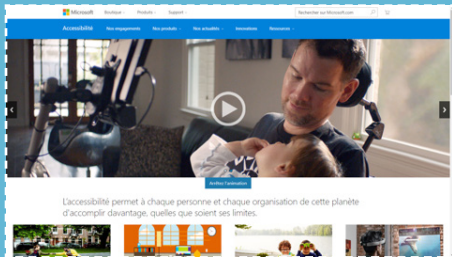 Microsoft Boutique Produits Support Rechercher sur Microsoft.com
Accessibilité Nos engagements Nos produits Nos actualités Innovations Ressources
Arrêtez l'animation
L'accessibilité permet à chaque personne et chaque organisation de cette planète
d'accomplir davantage, quelles que soient ses limites.